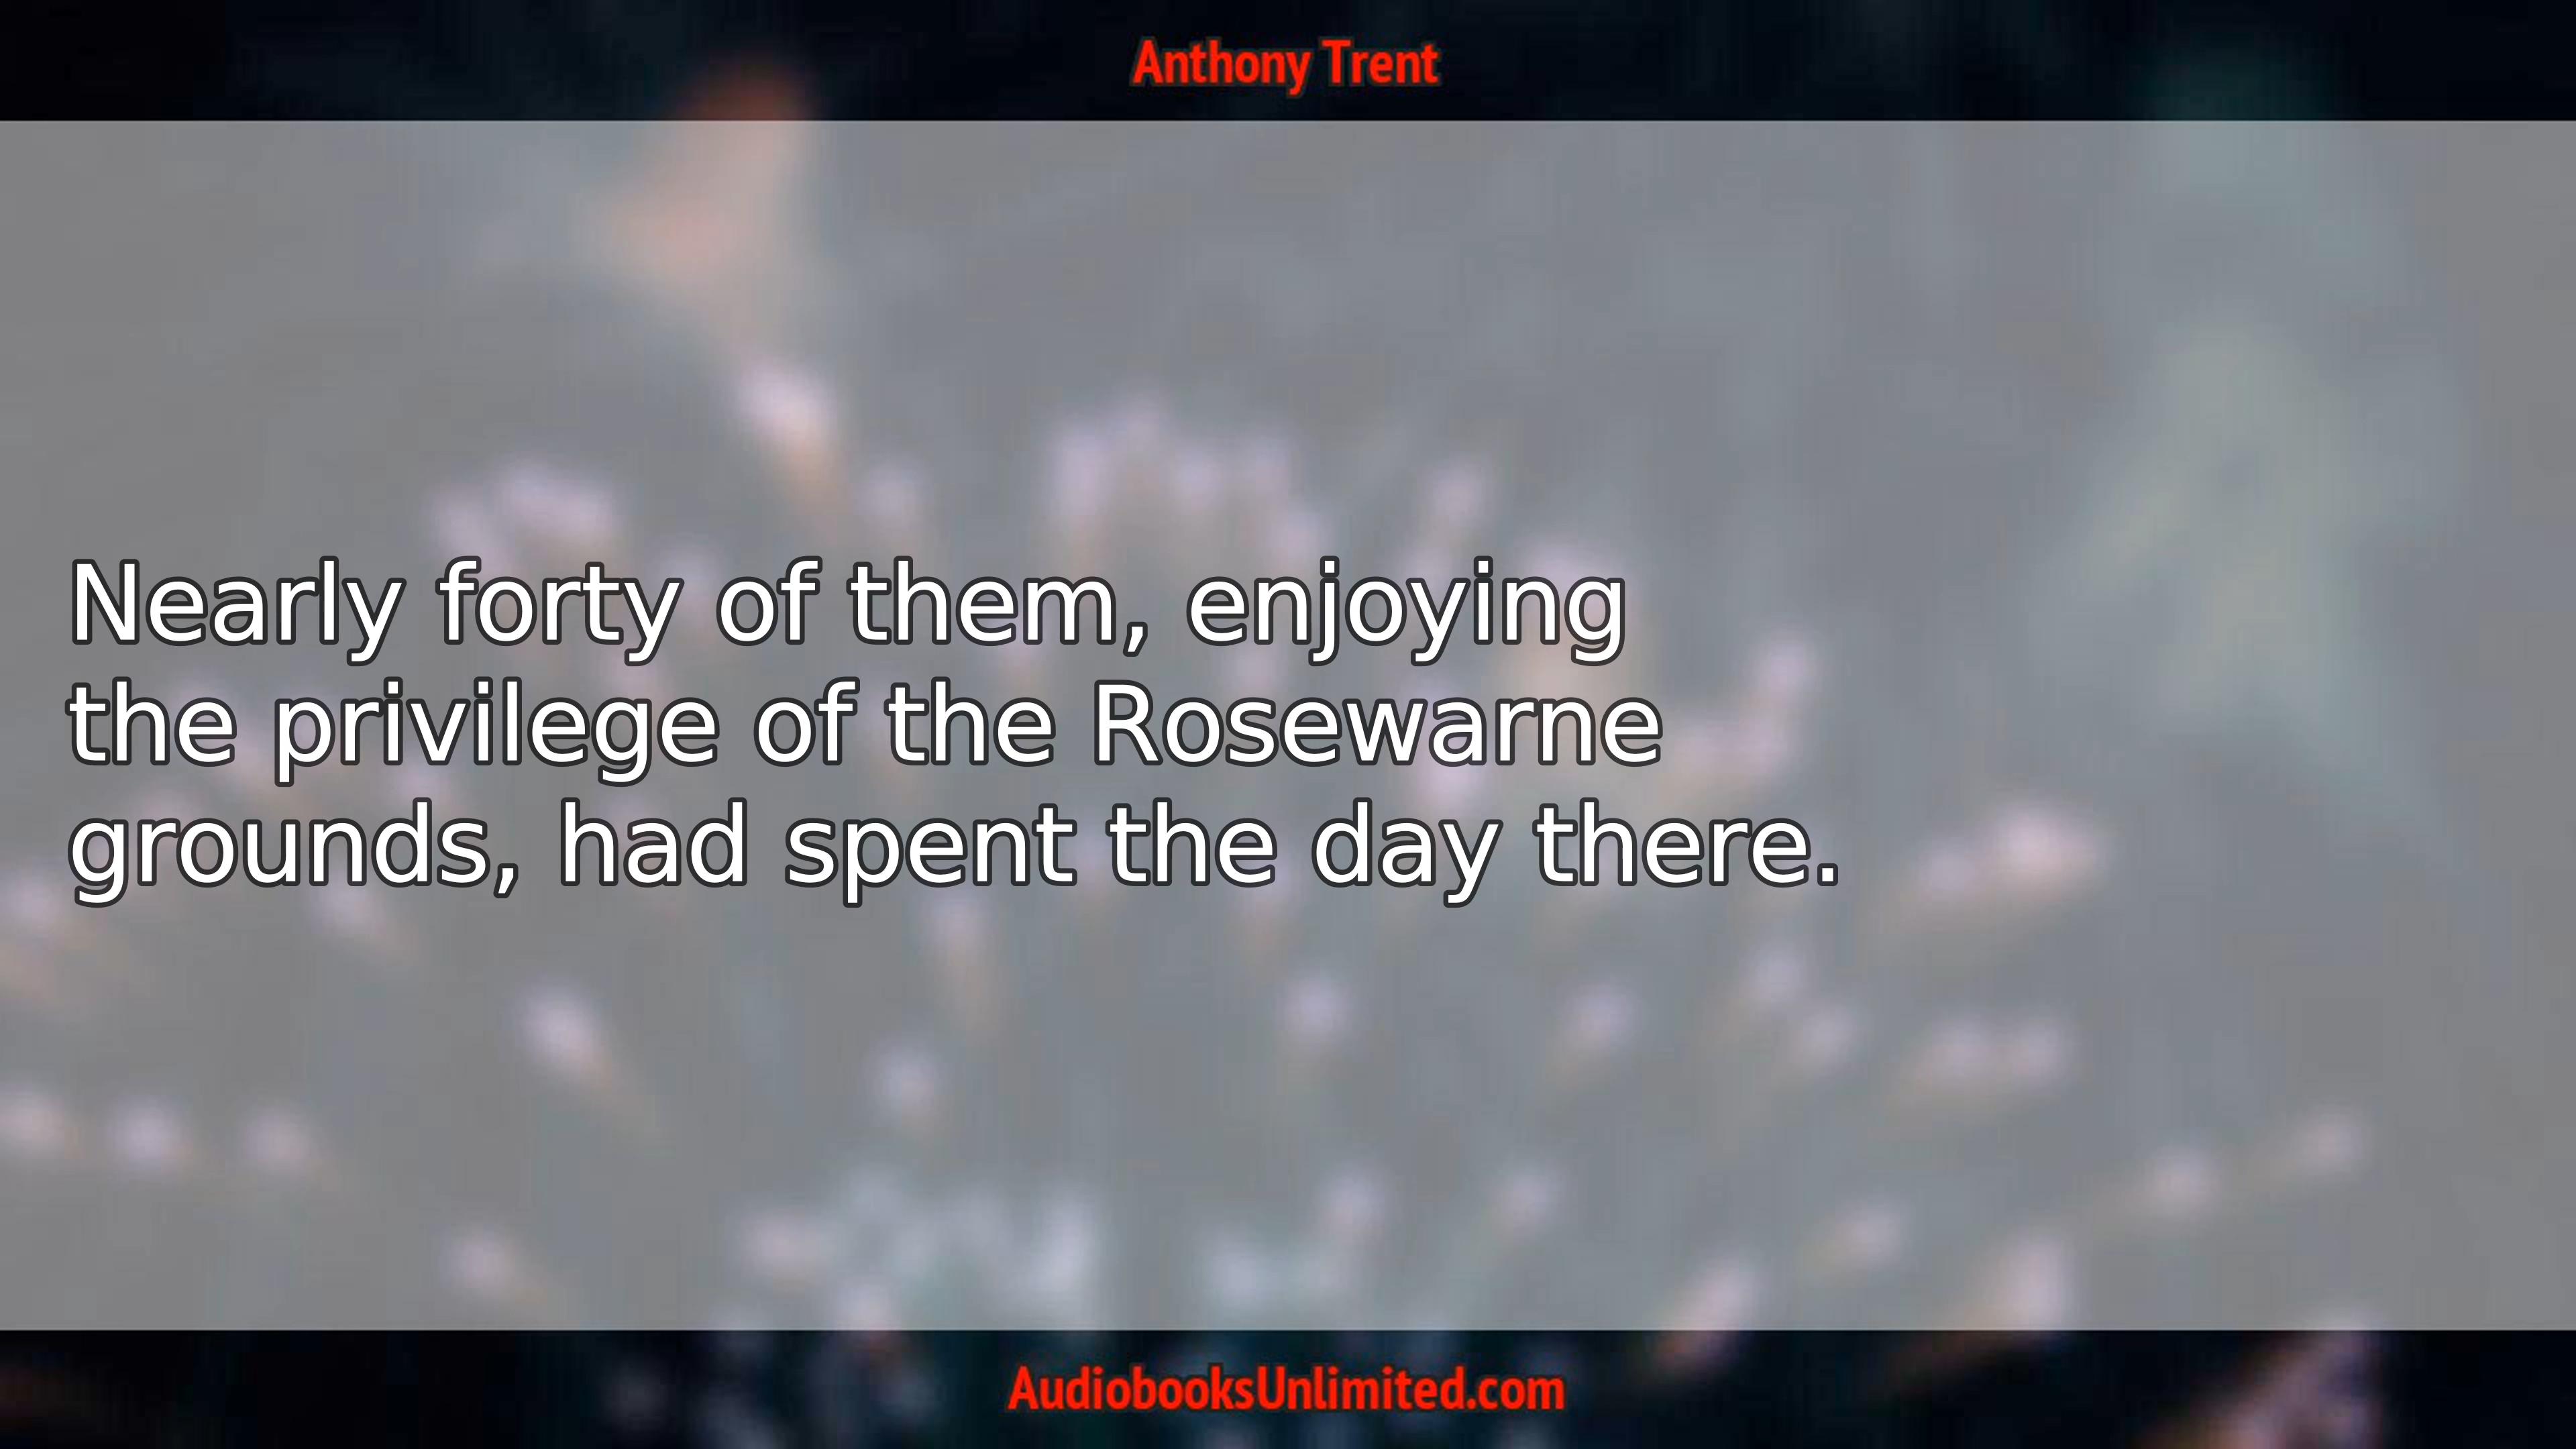 Anthony Trent
Nearly forty of them, enjoying
the privilege of the Rosewarne
grounds, had spent the day there.
AudiobooksUnlimited.com